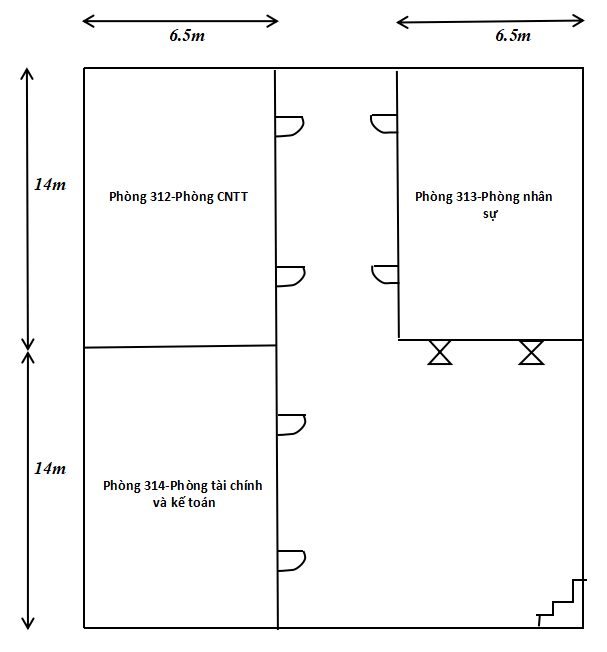 6.5m
6.5m
14m
Phòng 312-Phòng CNTT
Phòng 313-Phòng nhân
sự
14m
Phòng 314-Phòng tài chính
và kế toán